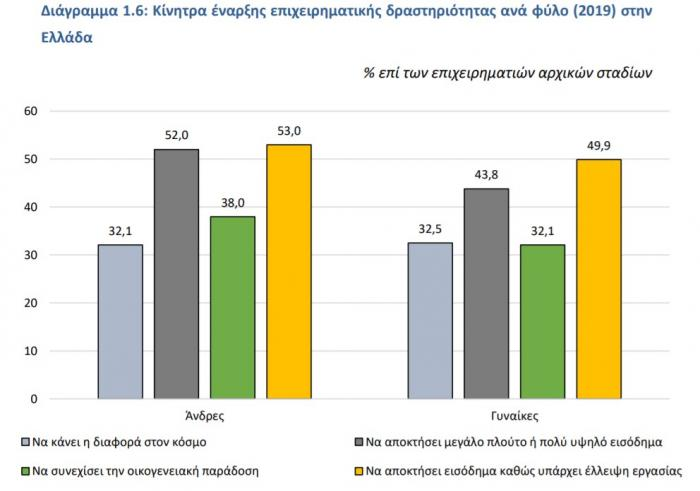 Διάγραμμα 1.6: Κίνητρα έναρξης επιχειρηματικής δραστηριότητας ανά φύλο (2019) στην
Ελλάδα
% επί των επιχειρηματιών αρχικών σταδίων
60
50
40
30
20
10
0
32,1
52,0
38,0
53,0
32,5
43,8
32,1
49,9
Άνδρες
Γυναίκες
Να κάνει η διαφορά στον κόσμο
Να αποκτήσει μεγάλο πλούτο ή πολύ υψηλό εισόδημα
Να συνεχίσει την οικογενειακή παράδοση
Να αποκτήσει εισόδημα καθώς υπάρχει έλλειψη εργασίας